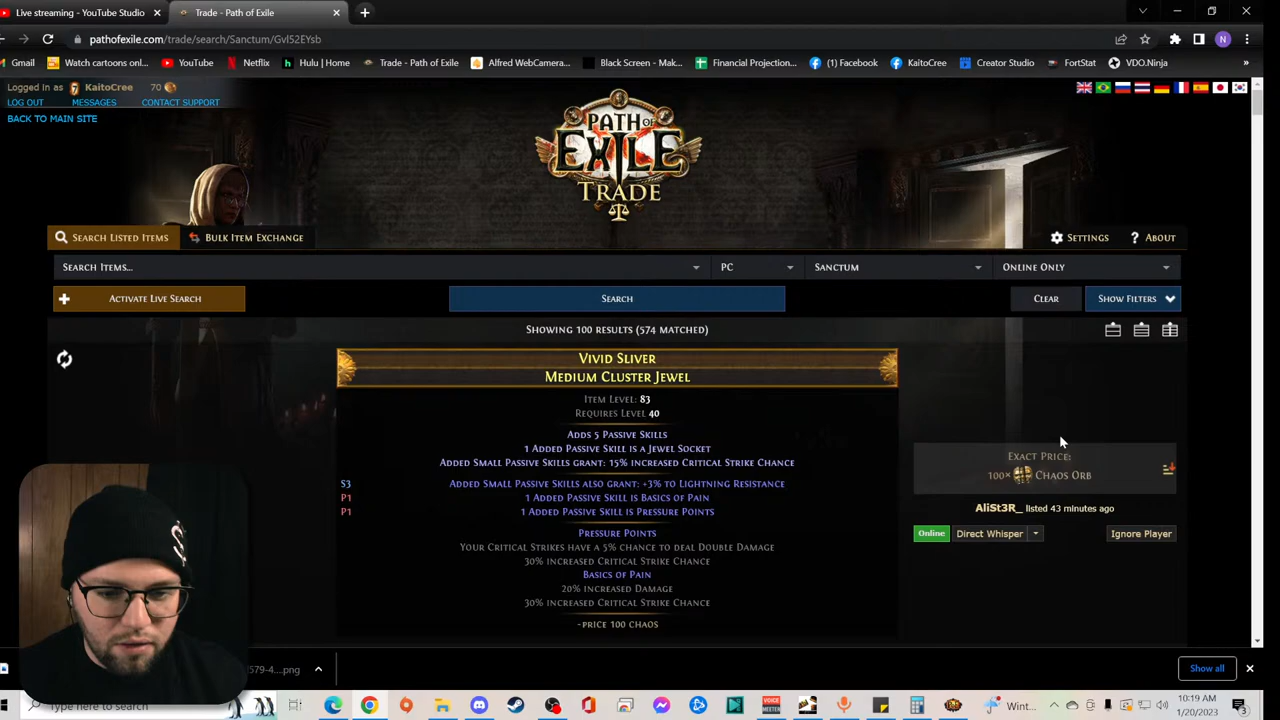 Live streaming - YouTube Studio
Trade - Path of Exile
pathofexile.com/trade/search/Sanctum/Gvl52EYsb
Gmail
Watch cartoons onl...
YouTube
Netflix
Hulu | Home
Trade - Path of Exile
Alfred WebCamera...
Black Screen - Mak...
Financial Projection...
(1) Facebook
KaitoCree
Creator Studio
FortStat
VDO.Ninja
»
Logged in as KaitoCree 70
LOG OUT MESSAGES CONTACT SUPPORT
BACK TO MAIN SITE
PATH OF
EXILE
TRADE
Search Listed Items
Bulk Item Exchange
Settings
? About
Search Items...
PC
Sanctum
Online Only
Activate Live Search
Search
Clear
Show Filters
Showing 100 results (574 matched)
Vivid Sliver
Medium Cluster Jewel
Item Level: 83
Requires Level 40
Adds 5 Passive Skills
1 Added Passive Skill is a Jewel Socket
Added Small Passive Skills grant: 15% increased Critical Strike Chance
S3 Added Small Passive Skills also grant: +3% to Lightning Resistance
P1 1 Added Passive Skill is Basics of Pain
P1 1 Added Passive Skill is Pressure Points
Pressure Points
Your Critical Strikes have a 5% chance to deal Double Damage
30% increased Critical Strike Chance
Basics of Pain
20% increased Damage
30% increased Critical Strike Chance
~price 100 chaos
Exact Price:
100× Chaos Orb
AliSt3R_ listed 43 minutes ago
Online
Direct Whisper
Ignore Player
579-4....png
Show all
Type here to search
Wint...
10:19 AM
1/20/2023